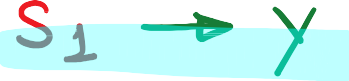 S1 → y